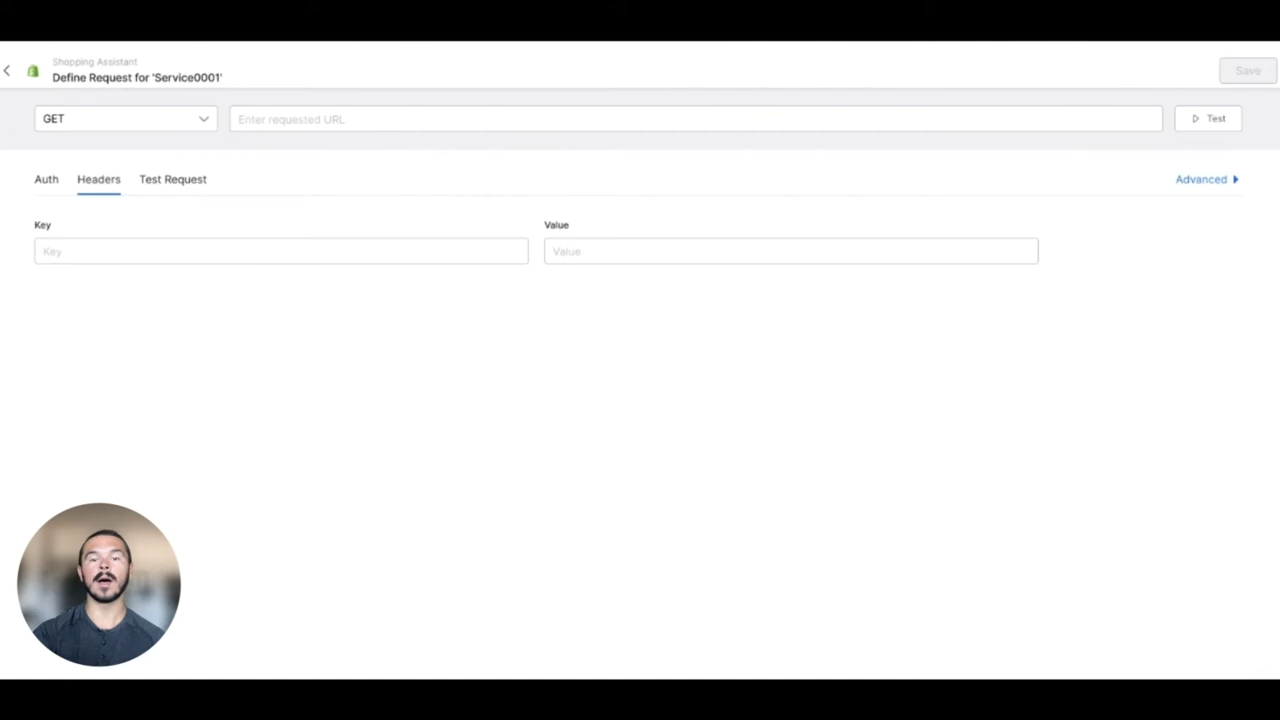 Shopping Assistant
Define Request for 'Service0001'
Save
GET
Enter requested URL
Test
Auth
Headers
Test Request
Advanced
Key
Value
Key
Value